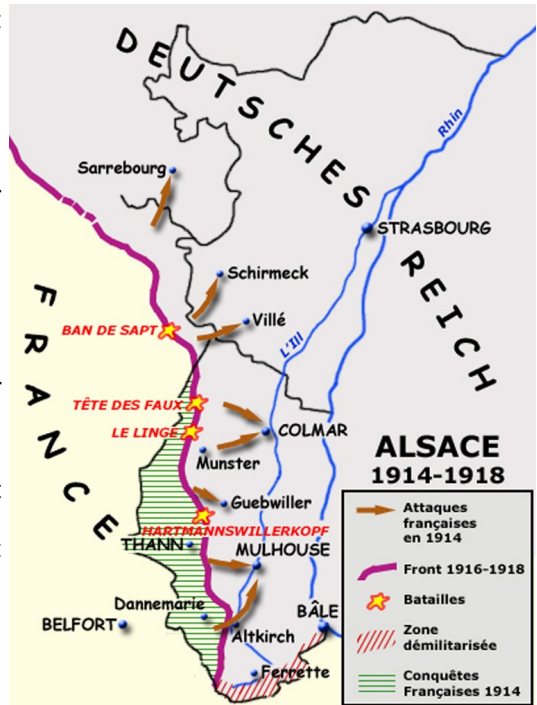 DEUTSCHES
REICH
FRANCE
Rhin
Sarrebourg
STRASBOURG
Schirmeck
BAN DE SAPT
Villé
L'Ill
TÊTE DES FAUX
LE LINGE
COLMAR
Munster
Guebwiller
HARTMANNSWILLERKOPF
THANN
MULHOUSE
Dannemarie
BELFORT
Altkirch
BÂLE
Ferrette
ALSACE
1914-1918
Attaques
françaises
en 1914
Front 1916-1918
Batailles
Zone
démilitarisée
Conquêtes
Françaises 1914